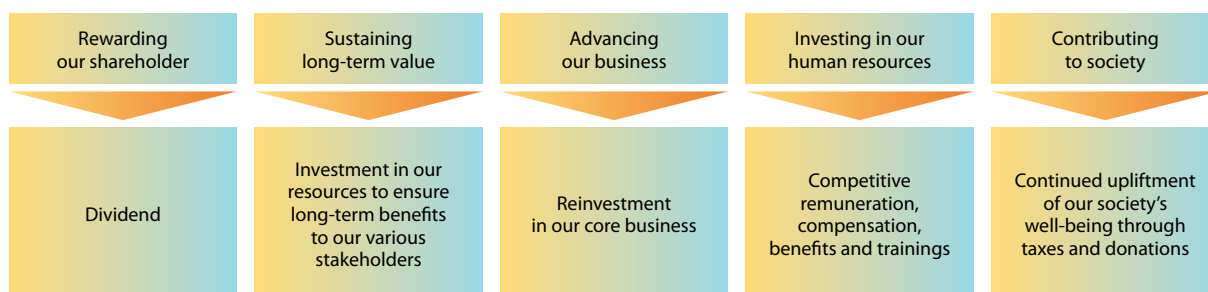 Rewarding
our shareholder
Sustaining
long-term value
Advancing
our business
Investing in our
human resources
Contributing
to society
Dividend
Investment in our
resources to ensure
long-term benefits
to our various
stakeholders
Reinvestment
in our core business
Competitive
remuneration,
compensation,
benefits and trainings
Continued upliftment
of our society’s
well-being through
taxes and donations